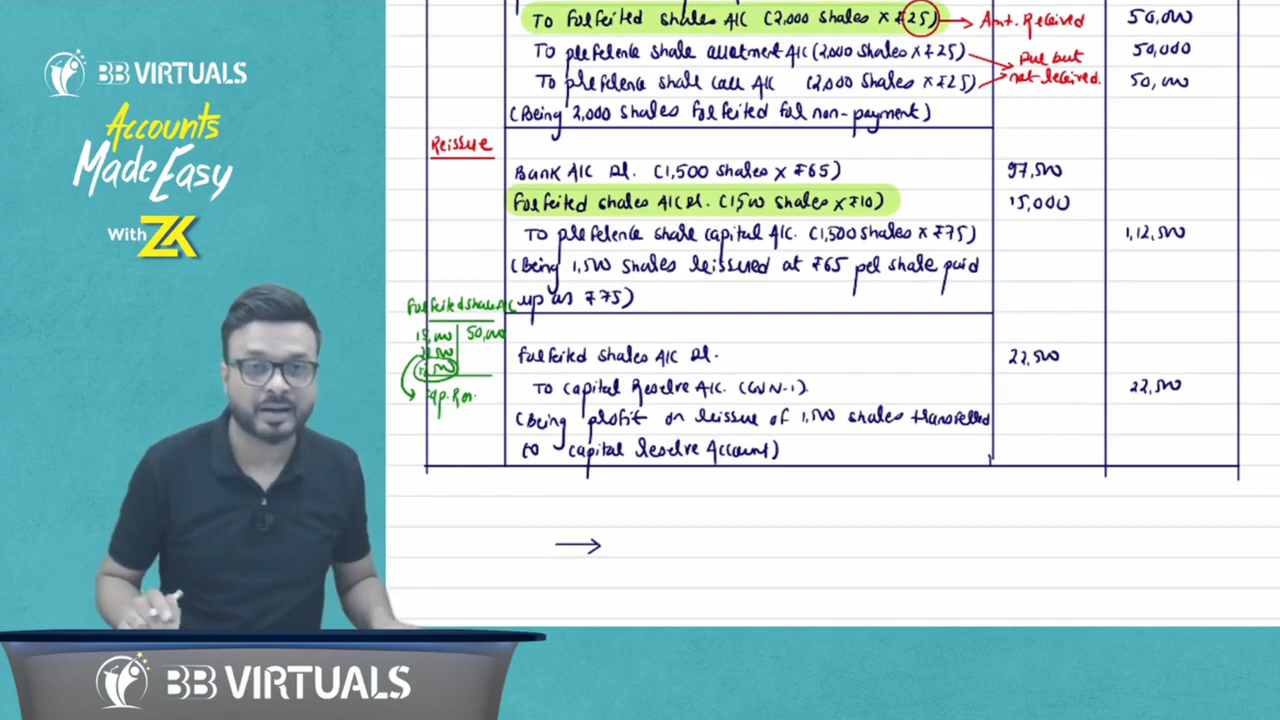 BB VIRTUALS
Accounts
Made Easy
With ZK
To Forfeited shares A/C (2,000 shares × ₹25) → Amt. Received 50,000
To preference share allotment A/C (2,000 shares × ₹25) 50,000
Due but
not received.
To preference share call A/C (2,000 shares × ₹25) 50,000
(Being 2,000 shares forfeited for non-payment)
Reissue
Bank A/C Dr. (1,500 shares × ₹65) 97,500
Forfeited shares A/C Dr. (1,500 shares × ₹10) 15,000
To preference share capital A/C. (1,500 shares × ₹75) 1,12,500
(Being 1,500 shares reissued at ₹65 per share paid
up as ₹75)
Forfeited Share A/C
15,000 50,000
Cap. Res.
Forfeited shares A/C Dr. 22,500
To capital Reserve A/C. (WN-1). 22,500
(Being profit on reissue of 1,500 shares transferred
to capital reserve Account)
→
BB VIRTUALS